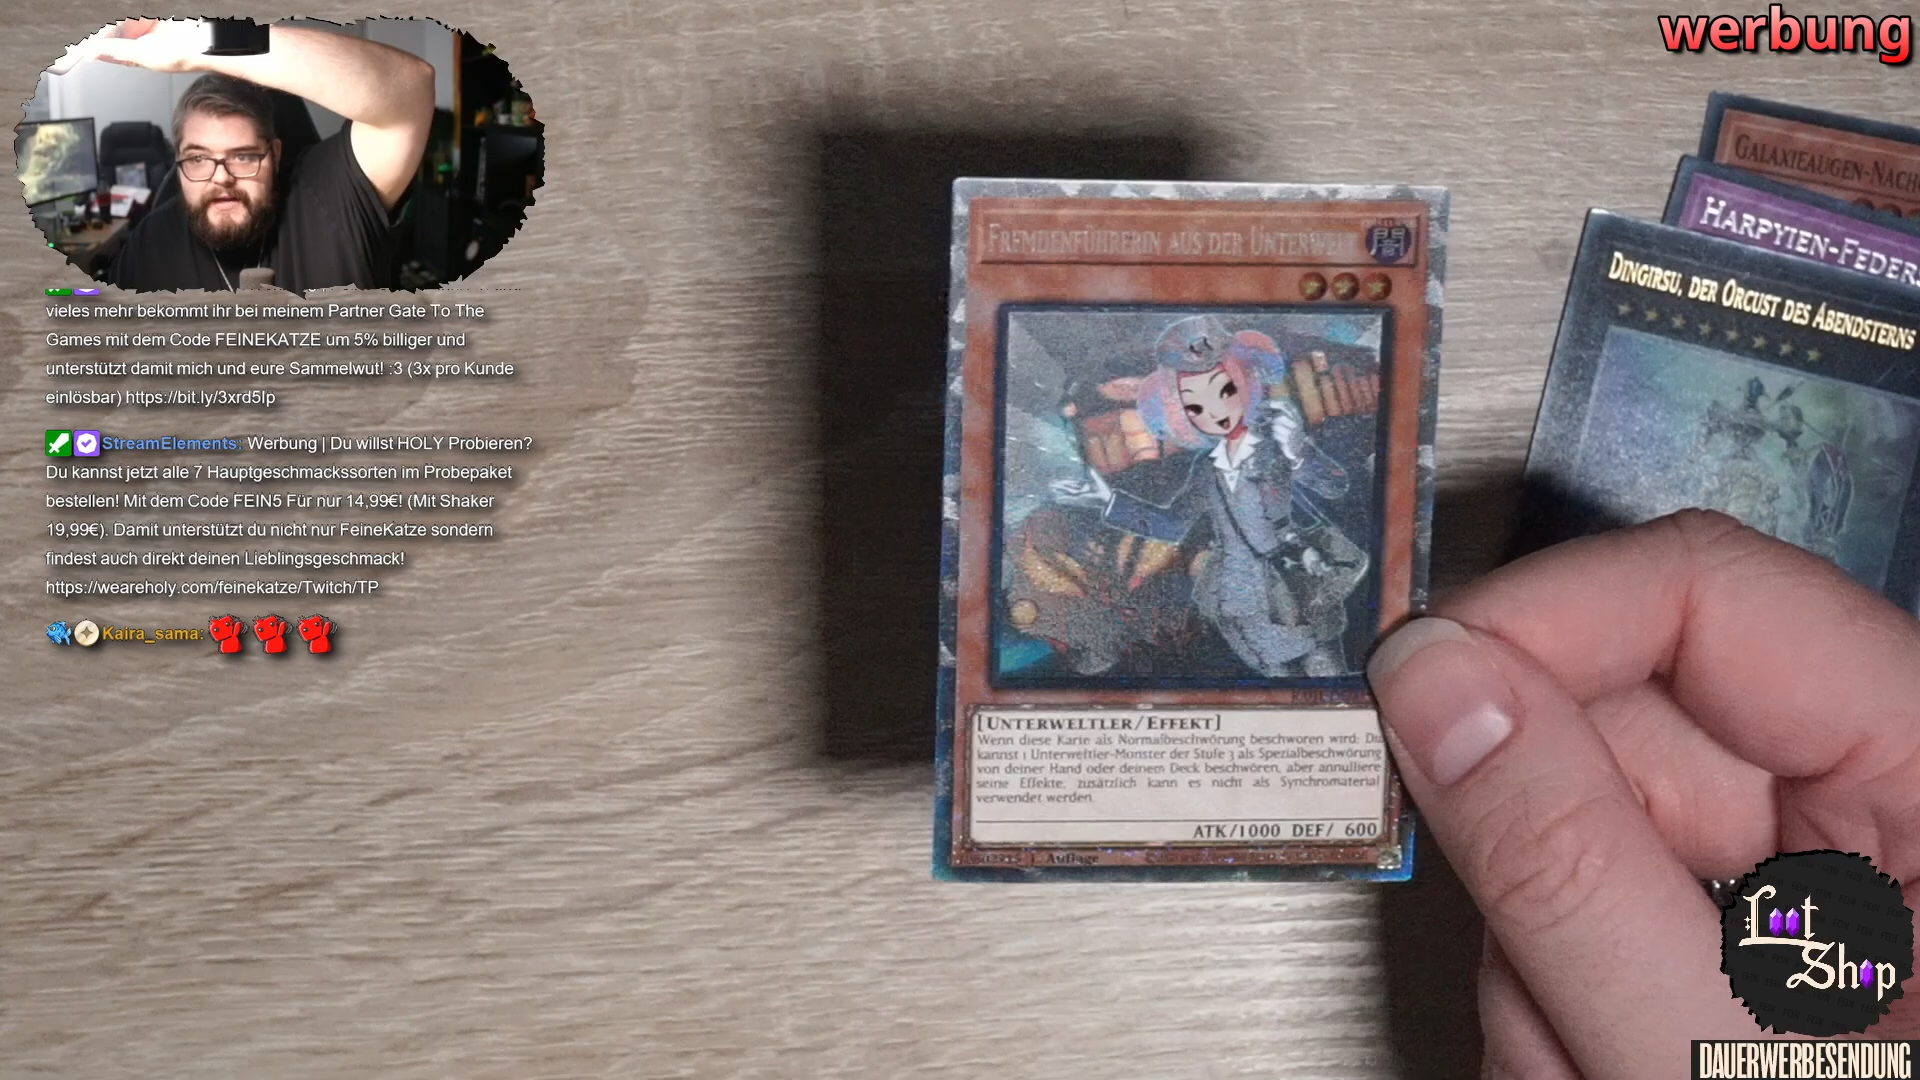 werbung
vieles mehr bekommt ihr bei meinem Partner Gate To The
Games mit dem Code FEINEKATZE um 5% billiger und
unterstützt damit mich und eure Sammelwut! :3 (3x pro Kunde
einlösbar) https://bit.ly/3xrd5Ip
StreamElements: Werbung | Du willst HOLY Probieren?
Du kannst jetzt alle 7 Hauptgeschmackssorten im Probepaket
bestellen! Mit dem Code FEIN5 Für nur 14,99€! (Mit Shaker
19,99€). Damit unterstützt du nicht nur FeineKatze sondern
findest auch direkt deinen Lieblingsgeschmack!
https://weareholy.com/feinekatze/Twitch/TP
Kaira_sama:
FREMDENFÜHRERIN AUS DER UNTERWELT
闇
[UNTERWELTLER/EFFEKT]
Wenn diese Karte als Normalbeschwörung beschworen wird: Du
kannst 1 Unterweltler-Monster der Stufe 3 als Spezialbeschwörung
von deiner Hand oder deinem Deck beschwören, aber annulliere
seine Effekte, zusätzlich kann es nicht als Synchromaterial
verwendet werden.
ATK/1000 DEF/ 600
1. Auflage
GALAXIEAUGEN-NACH
HARPYIEN-FEDERS
DINGIRSU, DER ORCUST DES ABENDSTERNS
Loot
Shop
DAUERWERBESENDUNG